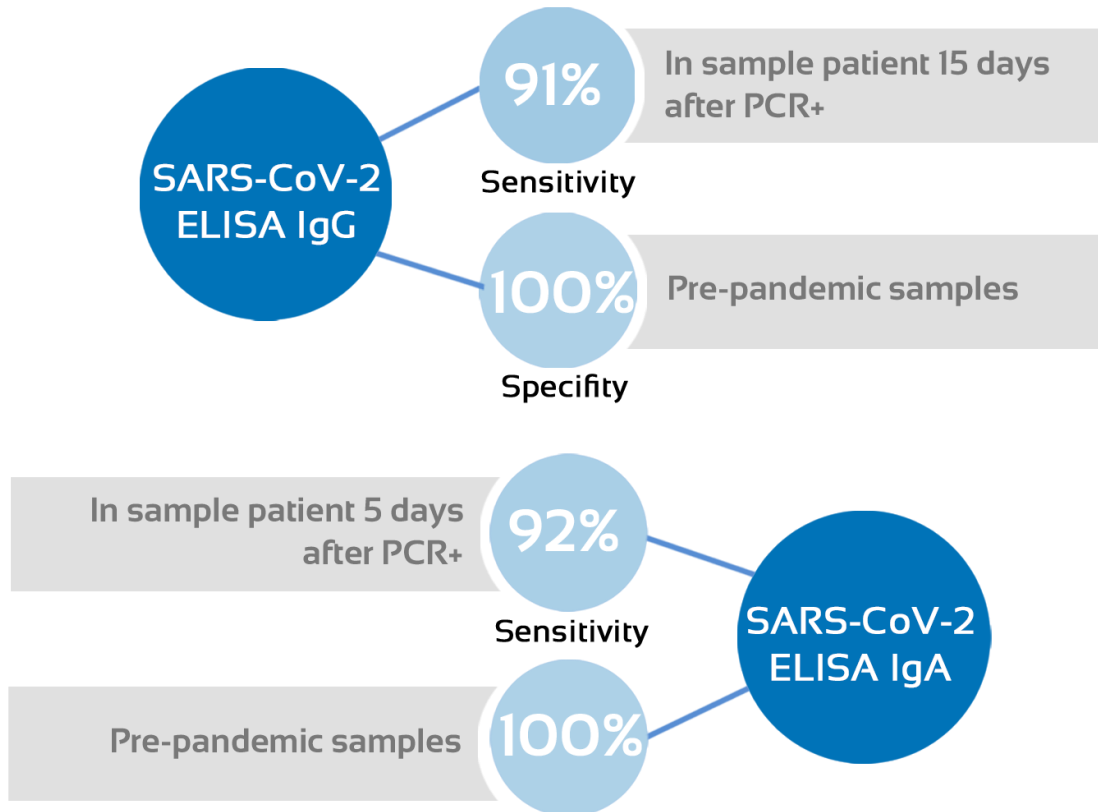 SARS-CoV-2
ELISA IgG
91%
Sensitivity
In sample patient 15 days
after PCR+
100%
Specifity
Pre-pandemic samples
In sample patient 5 days
after PCR+
92%
Sensitivity
SARS-CoV-2
ELISA IgA
Pre-pandemic samples
100%